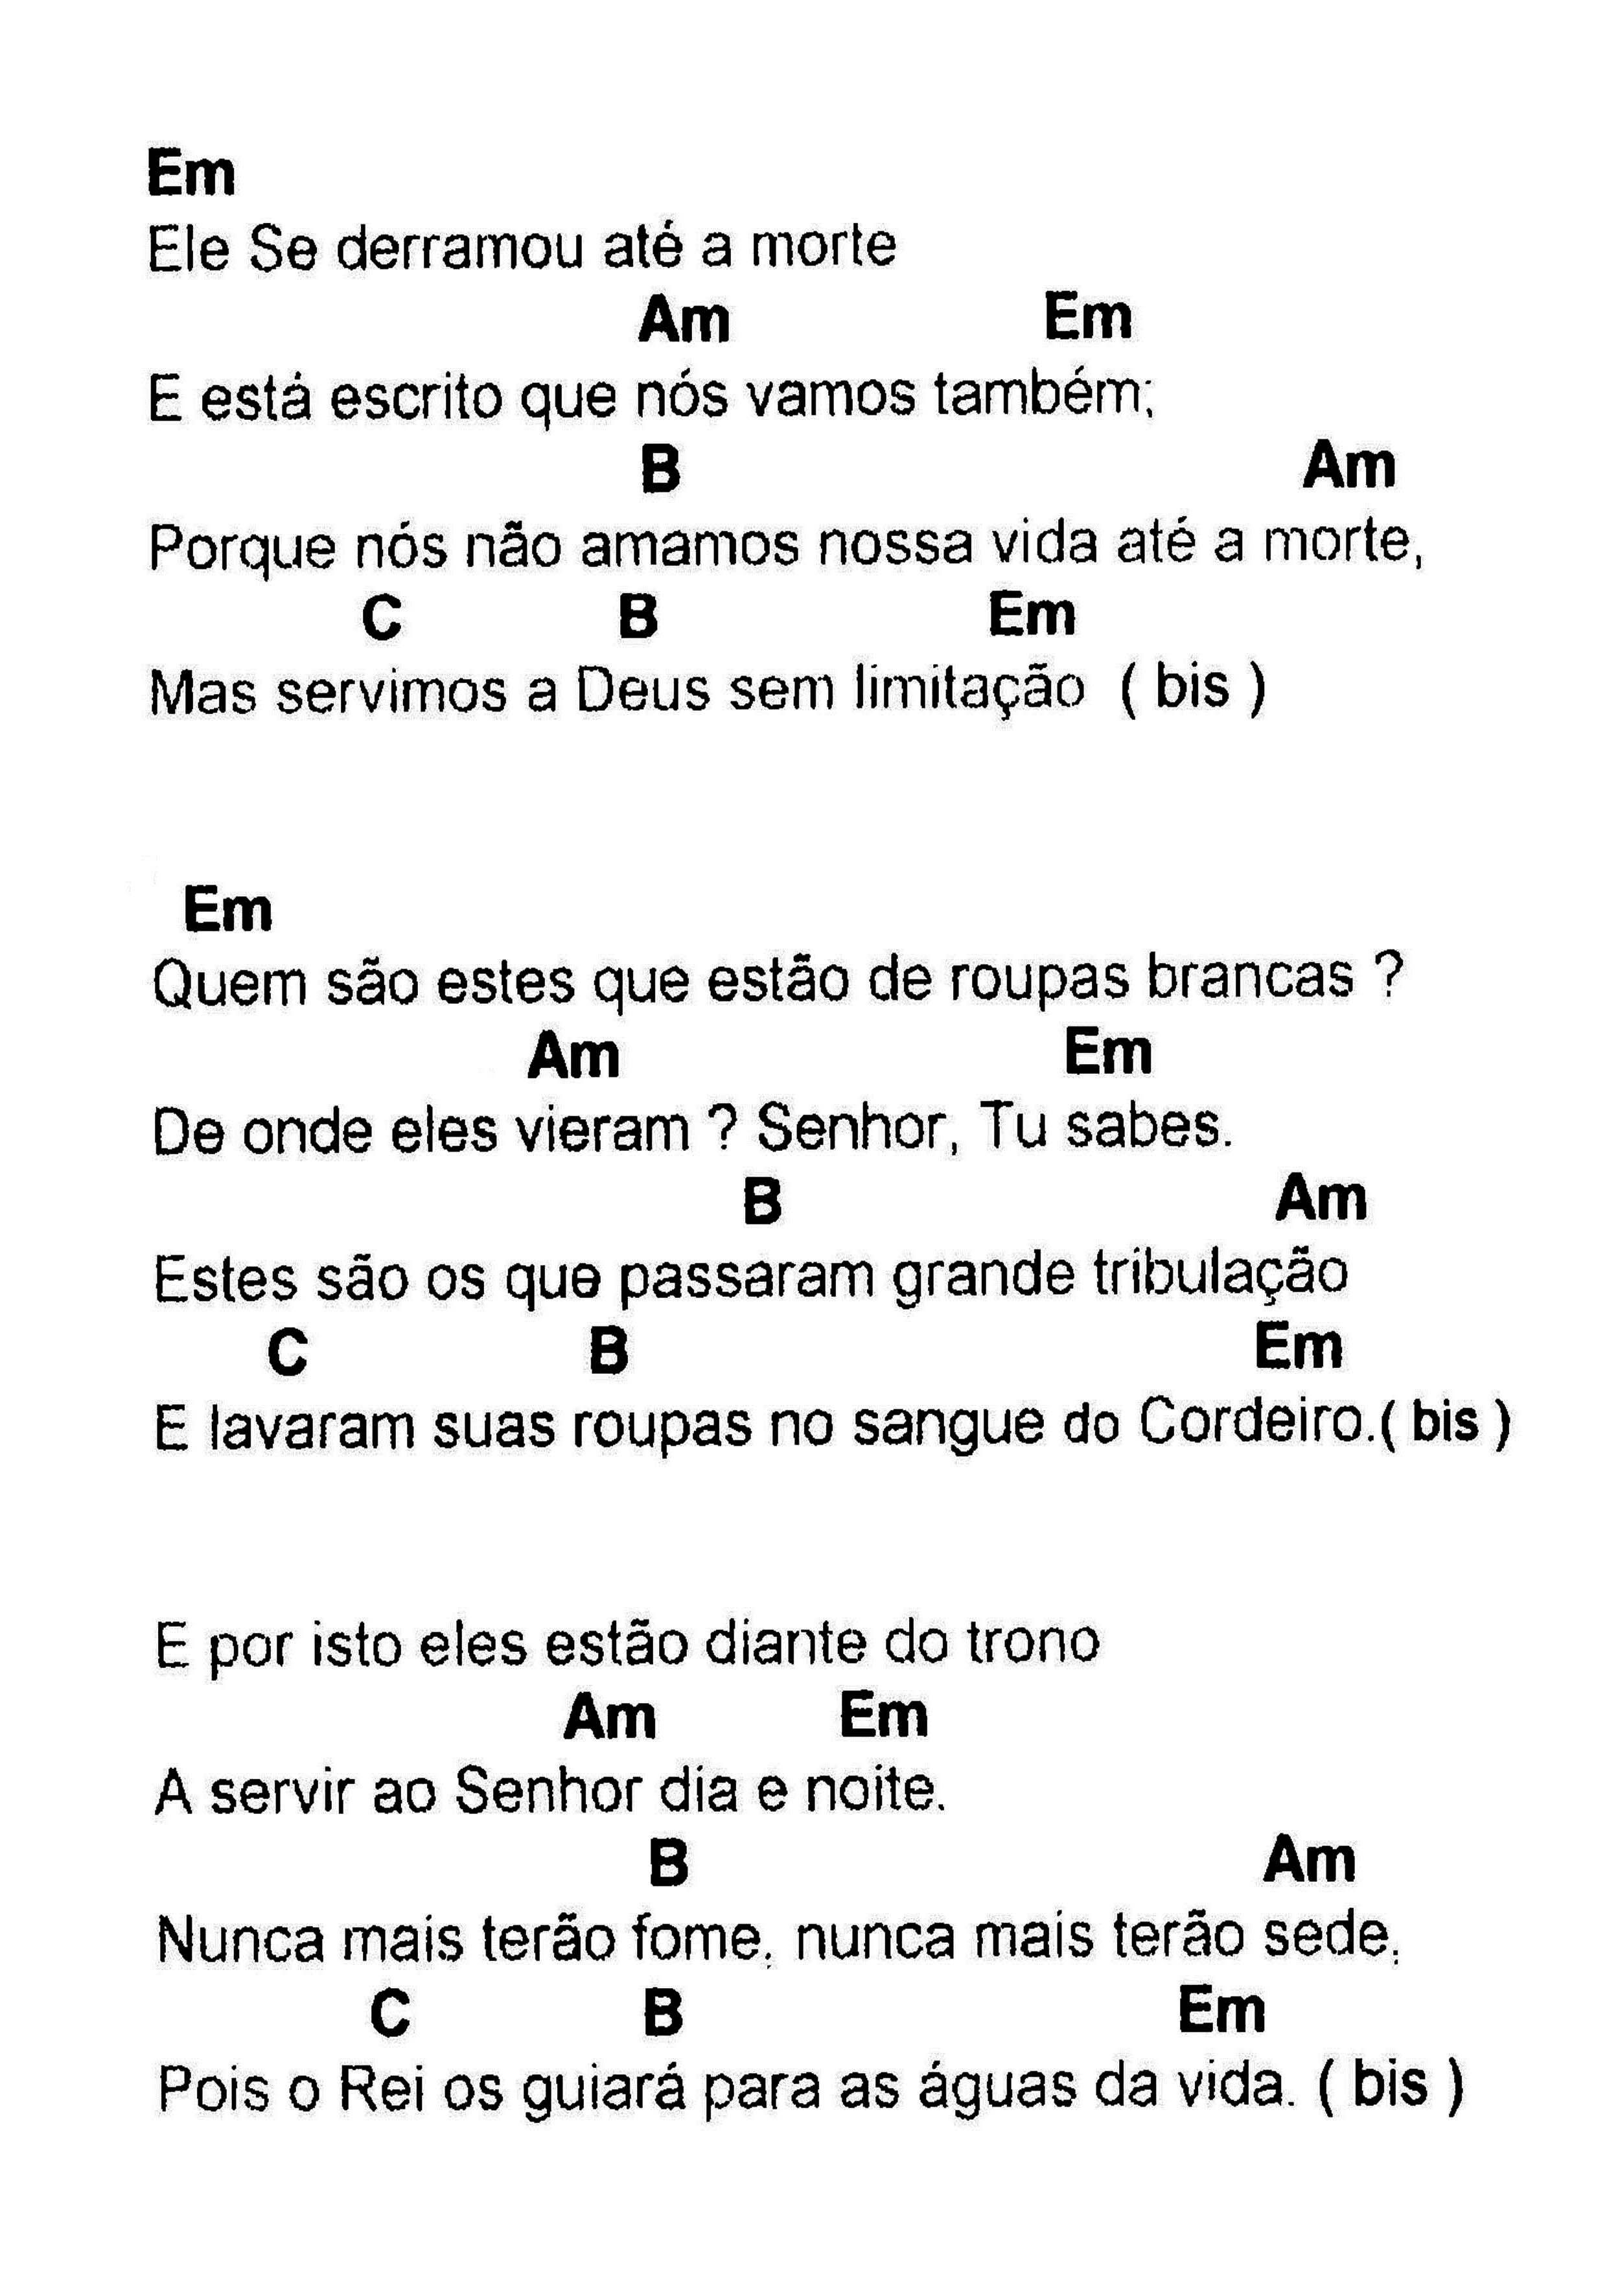 Em
Ele Se derramou até a morte
Am Em
E está escrito que nós vamos também;
B Am
Porque nós não amamos nossa vida até a morte,
C B Em
Mas servimos a Deus sem limitação ( bis )
Em
Quem são estes que estão de roupas brancas ?
Am Em
De onde eles vieram ? Senhor, Tu sabes.
B Am
Estes são os que passaram grande tribulação
C B Em
E lavaram suas roupas no sangue do Cordeiro.( bis )
E por isto eles estão diante do trono
Am Em
A servir ao Senhor dia e noite.
B Am
Nunca mais terão fome, nunca mais terão sede,
C B Em
Pois o Rei os guiará para as águas da vida. ( bis )